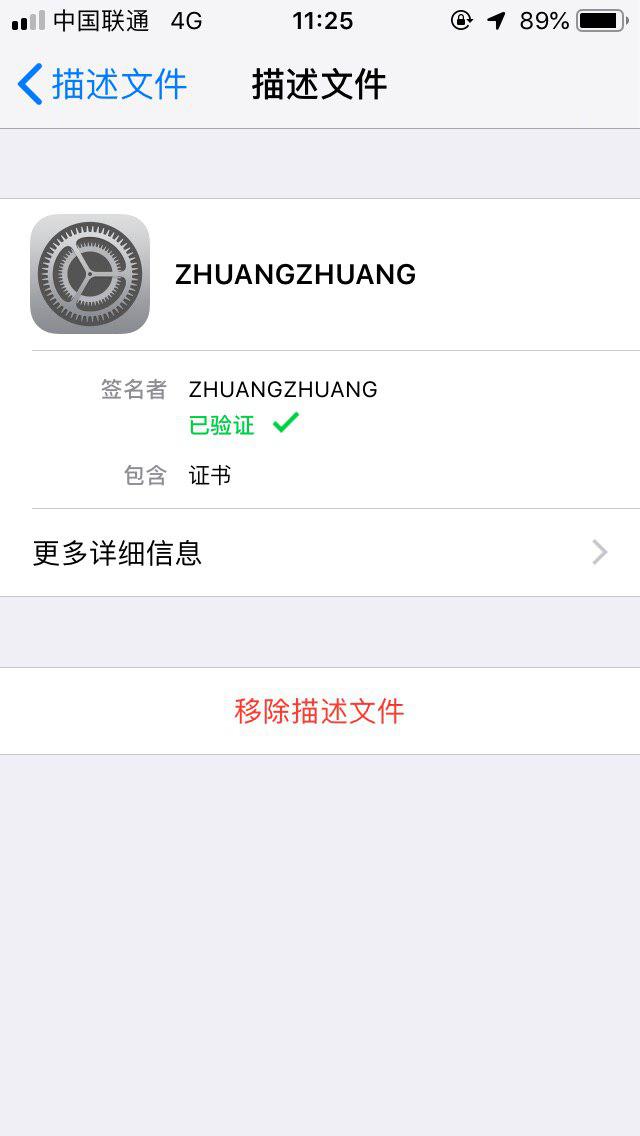 中国联通 4G 11:25 89%
描述文件 描述文件
ZHUANGZHUANG
签名者 ZHUANGZHUANG
已验证
包含 证书
更多详细信息
移除描述文件